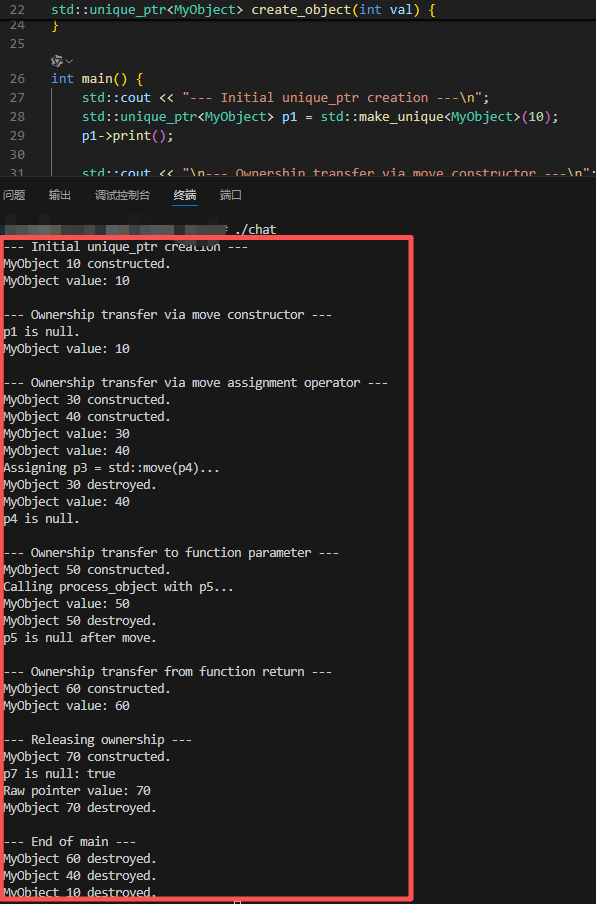 22 std::unique_ptr<MyObject> create_object(int val) {
24 }
25
26 int main() {
27 std::cout << "--- Initial unique_ptr creation ---\n";
28 std::unique_ptr<MyObject> p1 = std::make_unique<MyObject>(10);
29 p1->print();
30
31 std::cout << "\n--- Ownership transfer via move constructor ---\n";
问题 输出 调试控制台 终端 端口
./chat
--- Initial unique_ptr creation ---
MyObject 10 constructed.
MyObject value: 10
--- Ownership transfer via move constructor ---
p1 is null.
MyObject value: 10
--- Ownership transfer via move assignment operator ---
MyObject 30 constructed.
MyObject 40 constructed.
MyObject value: 30
MyObject value: 40
Assigning p3 = std::move(p4)...
MyObject 30 destroyed.
MyObject value: 40
p4 is null.
--- Ownership transfer to function parameter ---
MyObject 50 constructed.
Calling process_object with p5...
MyObject value: 50
MyObject 50 destroyed.
p5 is null after move.
--- Ownership transfer from function return ---
MyObject 60 constructed.
MyObject value: 60
--- Releasing ownership ---
MyObject 70 constructed.
p7 is null: true
Raw pointer value: 70
MyObject 70 destroyed.
--- End of main ---
MyObject 60 destroyed.
MyObject 40 destroyed.
MyObject 10 destroyed.